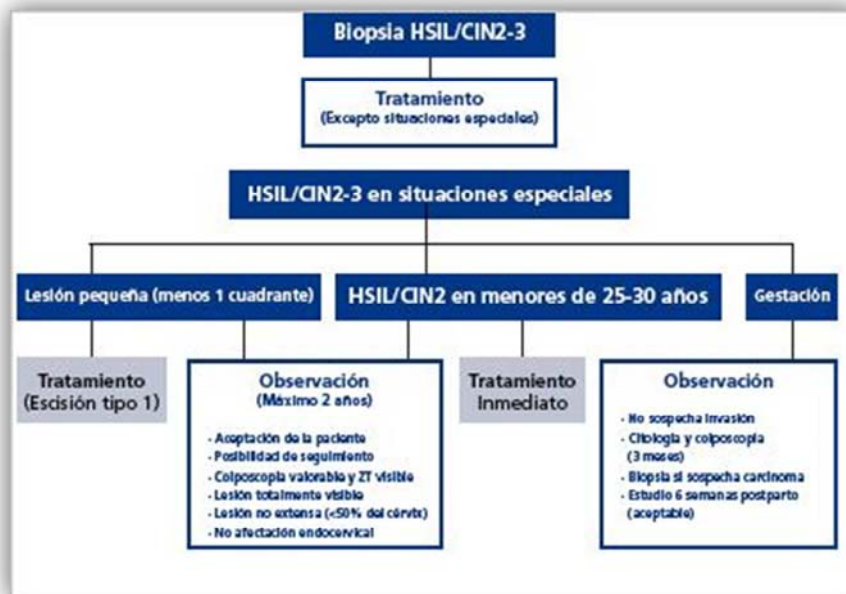 Biopsia HSIL/CIN2-3
Tratamiento
(Excepto situaciones especiales)
HSIL/CIN2-3 en situaciones especiales
Lesión pequeña (menos 1 cuadrante)
HSIL/CIN2 en menores de 25-30 años
Gestación
Tratamiento
(Escisión tipo 1)
Observación
(Máximo 2 años)
- Aceptación de la paciente
- Posibilidad de seguimiento
- Colposcopia valorable y ZT visible
- Lesión totalmente visible
- Lesión no extensa (<50% del cérvix)
- No afectación endocervical
Tratamiento
Inmediato
Observación
- No sospecha invasión
- Citología y colposcopia
(3 meses)
- Biopsia si sospecha carcinoma
- Estudio 6 semanas postparto
(aceptable)